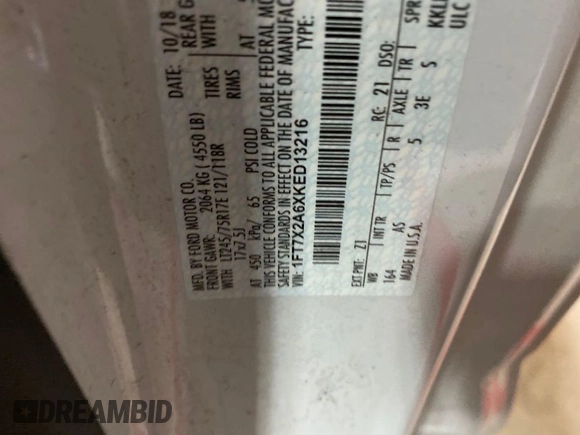 MFD. BY FORD MOTOR CO.
DATE: 10/18
FRONT GAWR: 2064 KG ( 4550 LB)
REAR G
WITH LT245/75R17E 121/118R
TIRES WITH
17x7.5J
RIMS
AT 450 kPa/ 65 PSI COLD
AT
THIS VEHICLE CONFORMS TO ALL APPLICABLE FEDERAL MO
SAFETY STANDARDS IN EFFECT ON THE DATE OF MANUFAC
VIN: 1FT7X2A6XKED13216
TYPE:
EXT PNT: Z1
RC: 21
DSO:
WB
INT TR
TP/PS
R
AXLE
TR
SPR
164
AS
5
3E
S
KKL
MADE IN U.S.A.
ULC
DREAMBID